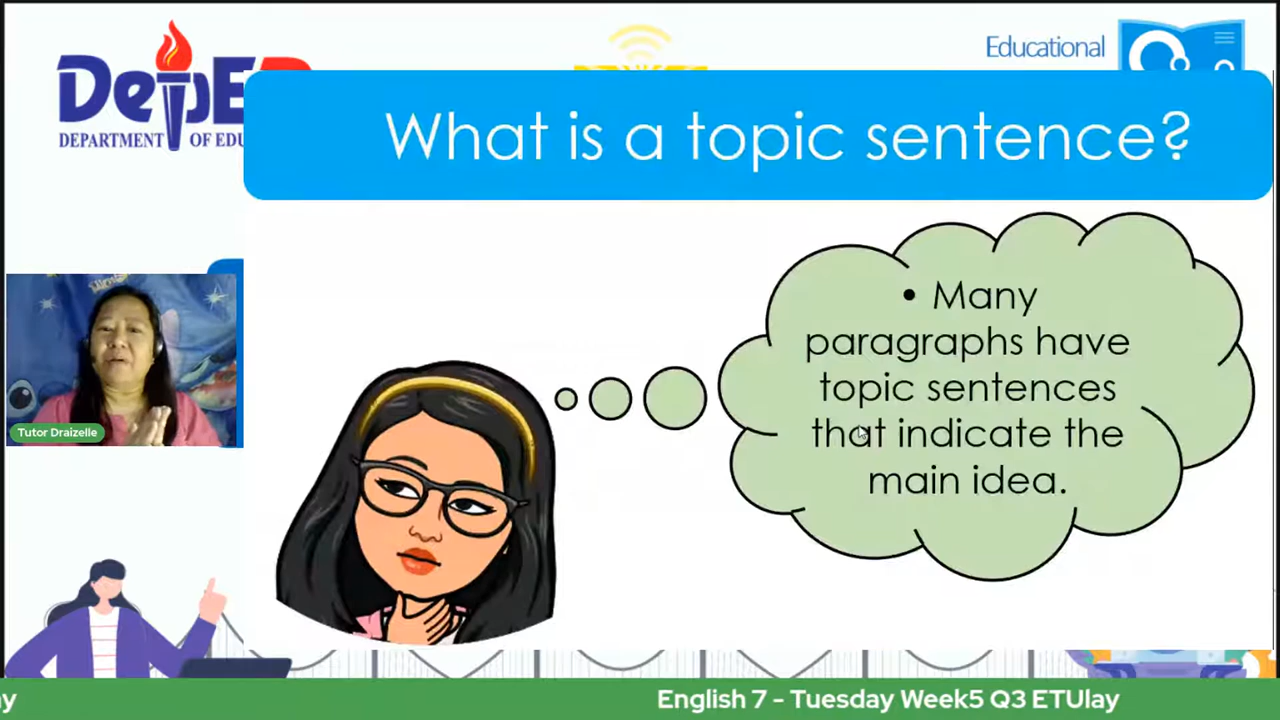 DepED
DEPARTMENT OF EDU
Educational
What is a topic sentence?
• Many
paragraphs have
topic sentences
that indicate the
main idea.
Tutor Draizelle
y
English 7 - Tuesday Week5 Q3 ETUlay